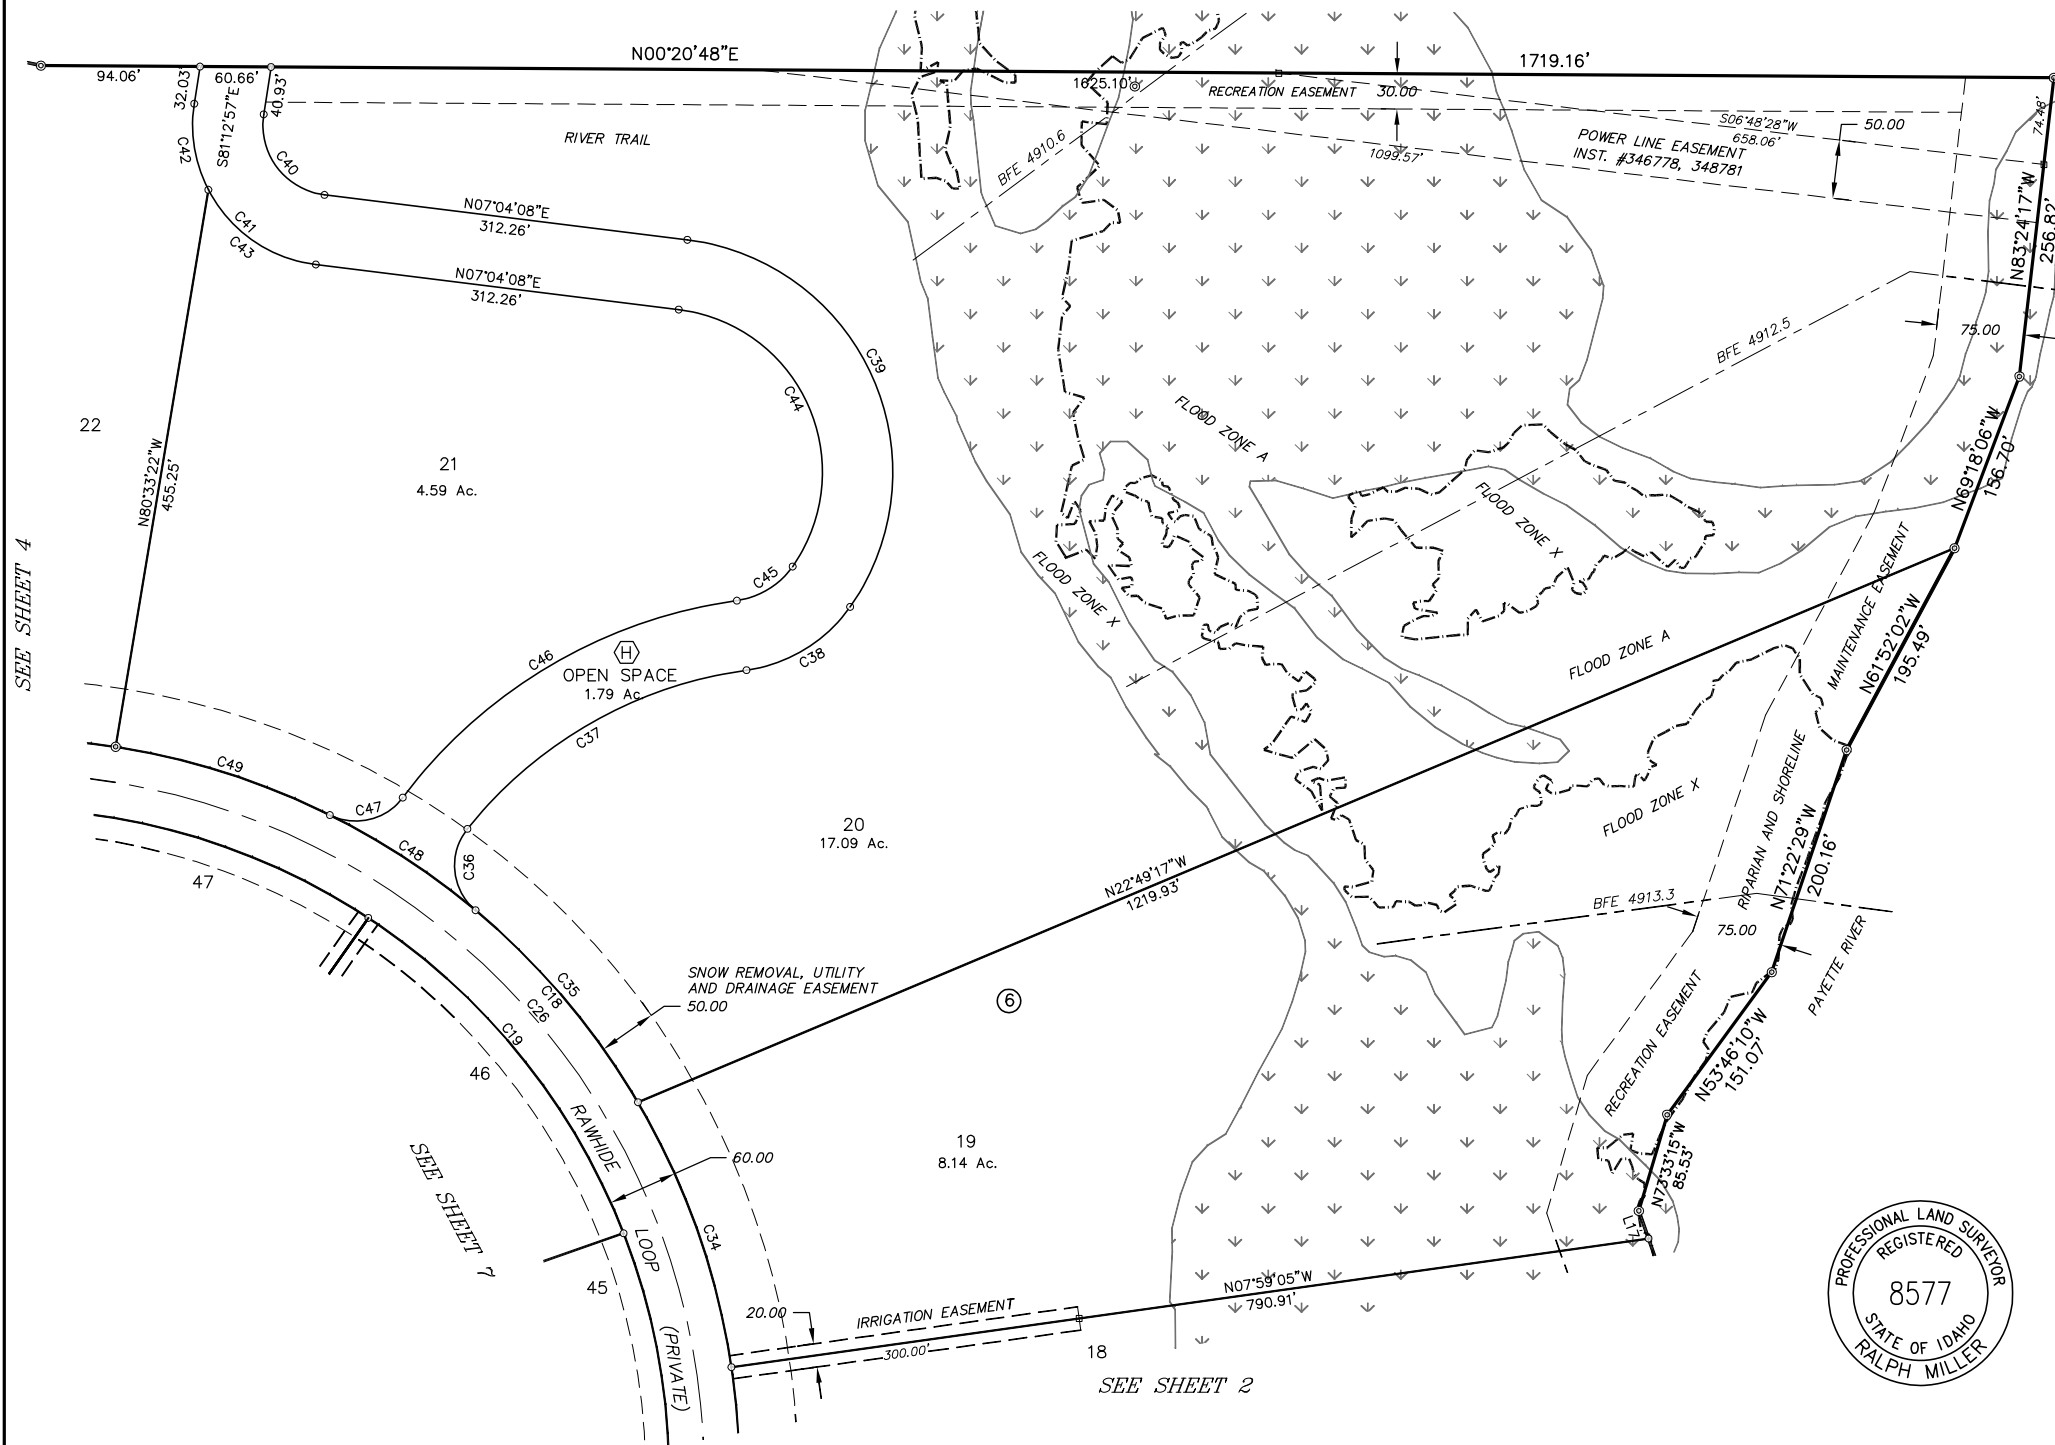 N00°20'48"E
1719.16'
94.06'
60.66'
32.03'
S81°12'57"E
40.93'
1625.10'
RECREATION EASEMENT
30.00
RIVER TRAIL
BFE 4910.6
1099.57'
POWER LINE EASEMENT
INST. #346778, 348781
S06°48'28"W
658.06'
50.00
74.48'
C42
C40
C41
C43
N07°04'08"E
312.26'
N07°04'08"E
312.26'
N83°24'17"W
256.82'
75.00
BFE 4912.5
C39
C44
FLOOD ZONE A
22
21
4.59 Ac.
N80°33'22"W
455.25'
N69°18'06"W
156.70'
FLOOD ZONE X
FLOOD ZONE X
SEE SHEET 4
C45
C46
H
OPEN SPACE
1.79 Ac.
C38
C37
FLOOD ZONE A
MAINTENANCE EASEMENT
N61°52'02"W
195.49'
C49
C47
C48
C36
20
17.09 Ac.
FLOOD ZONE X
RIPARIAN AND SHORELINE
N71°22'29"W
200.16'
47
N22°49'17"W
1219.93'
BFE 4913.3
75.00
PAYETTE RIVER
SNOW REMOVAL, UTILITY
AND DRAINAGE EASEMENT
50.00
6
C35
C18
C26
C19
RECREATION EASEMENT
N53°46'10"W
151.07'
46
RAWHIDE
LOOP
(PRIVATE)
60.00
19
8.14 Ac.
N73°33'15"W
85.53'
L17
SEE SHEET 7
C34
45
20.00
IRRIGATION EASEMENT
300.00'
N07°59'05"W
790.91'
18
SEE SHEET 2
PROFESSIONAL LAND SURVEYOR
REGISTERED
8577
STATE OF IDAHO
RALPH MILLER